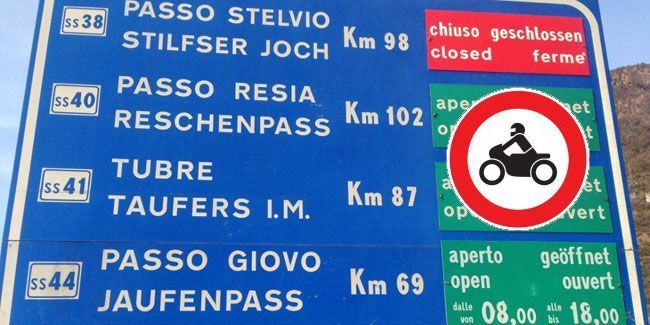 SS38 PASSO STELVIO Km 98 chiuso geschlossen
STILFSER JOCH closed ferme
SS40 PASSO RESIA
RESCHENPASS Km 102
SS41 TUBRE
TAUFERS I.M. Km 87 ouvert
SS44 PASSO GIOVO Km 69 aperto geöffnet
JAUFENPASS open ouvert
dalle von 08,00 alle bis 18,00